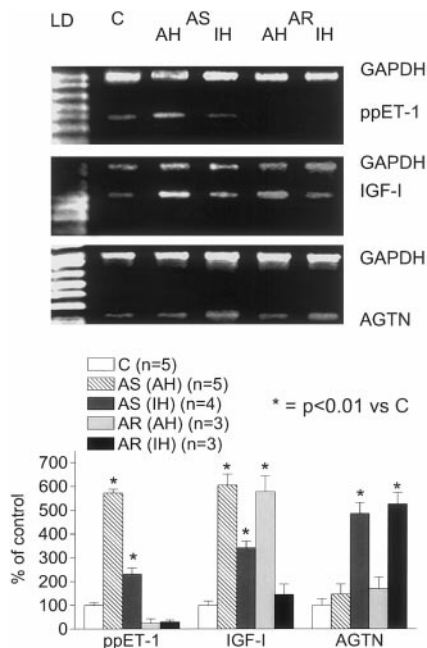 LD C AS AR
AH IH AH IH
GAPDH
ppET-1
GAPDH
IGF-I
GAPDH
AGTN
C (n=5)
AS (AH) (n=5)
AS (IH) (n=4)
AR (AH) (n=3)
AR (IH) (n=3)
* = p<0.01 vs C
% of control
700
600
500
400
300
200
100
0
* * * * * * *
ppET-1 IGF-I AGTN